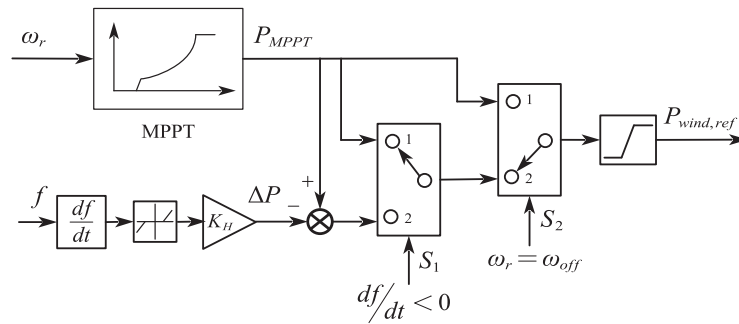 ω_r
P_MPPT
MPPT
1
2
S_1
df/dt < 0
1
2
S_2
ω_r = ω_off
P_wind,ref
f
df
dt
K_H
ΔP
+
−